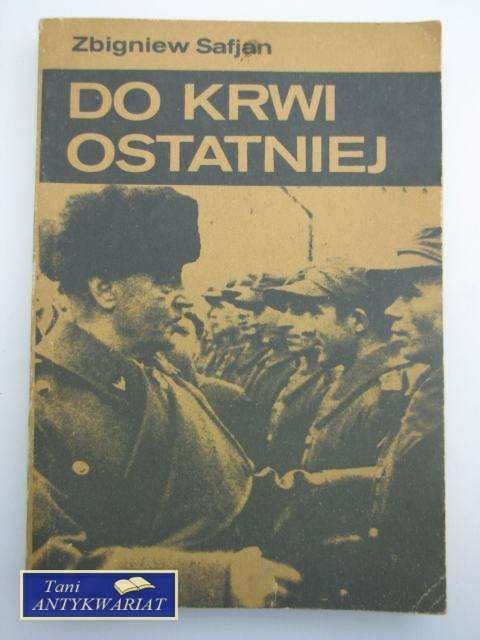 Zbigniew Safjan
DO KRWI
OSTATNIEJ
Tani
ANTYKWARIAT